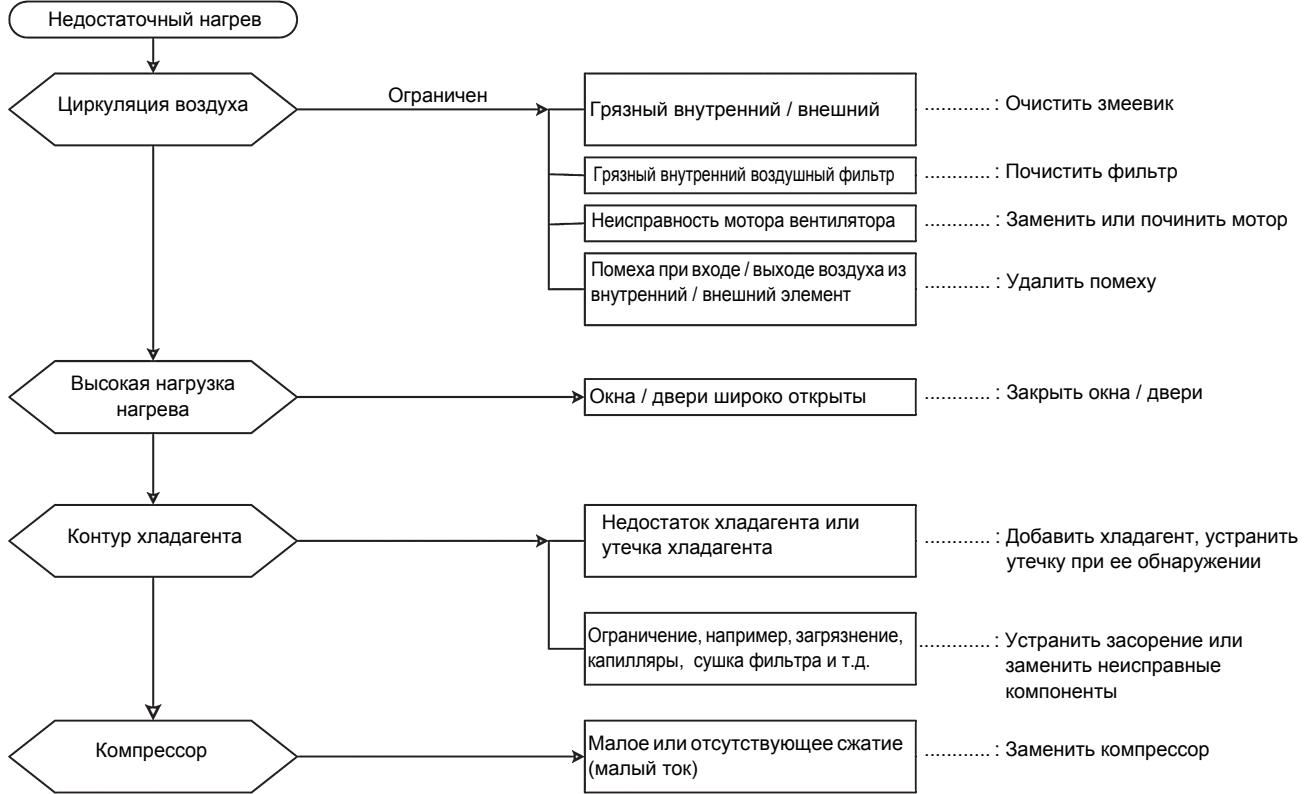 Недостаточный нагрев
Циркуляция воздуха
Ограничен
Грязный внутренний / внешний
............ : Очистить змеевик
Грязный внутренний воздушный фильтр
............ : Почистить фильтр
Неисправность мотора вентилятора
............ : Заменить или починить мотор
Помеха при входе / выходе воздуха из
внутренний / внешний элемент
............ : Удалить помеху
Высокая нагрузка
нагрева
Окна / двери широко открыты
............ : Закрыть окна / двери
Контур хладагента
Недостаток хладагента или
утечка хладагента
............ : Добавить хладагент, устранить
утечку при ее обнаружении
Ограничение, например, загрязнение,
капилляры, сушка фильтра и т.д.
............. : Устранить засорение или
заменить неисправные
компоненты
Компрессор
Малое или отсутствующее сжатие
(малый ток)
............ : Заменить компрессор